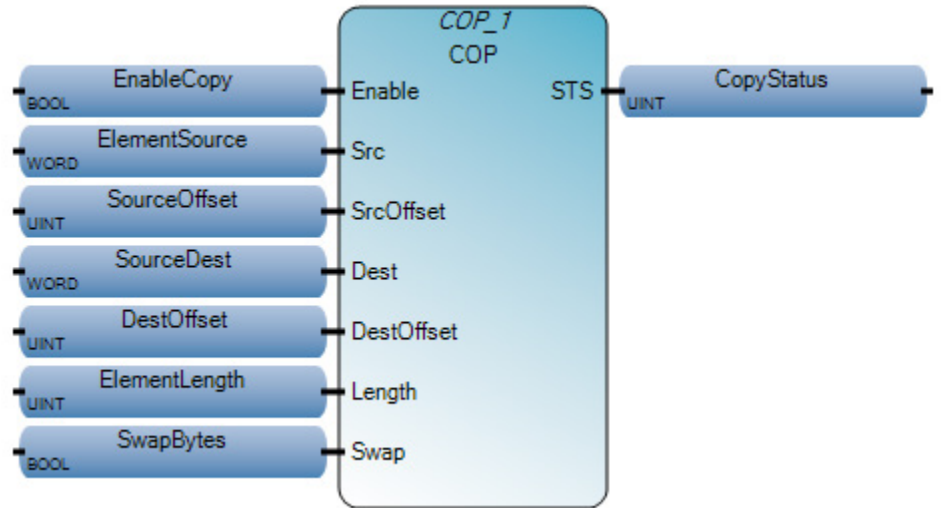 COP_1
COP
EnableCopy
BOOL
Enable
STS
CopyStatus
UINT
ElementSource
WORD
Src
SourceOffset
UINT
SrcOffset
SourceDest
WORD
Dest
DestOffset
UINT
DestOffset
ElementLength
UINT
Length
SwapBytes
BOOL
Swap